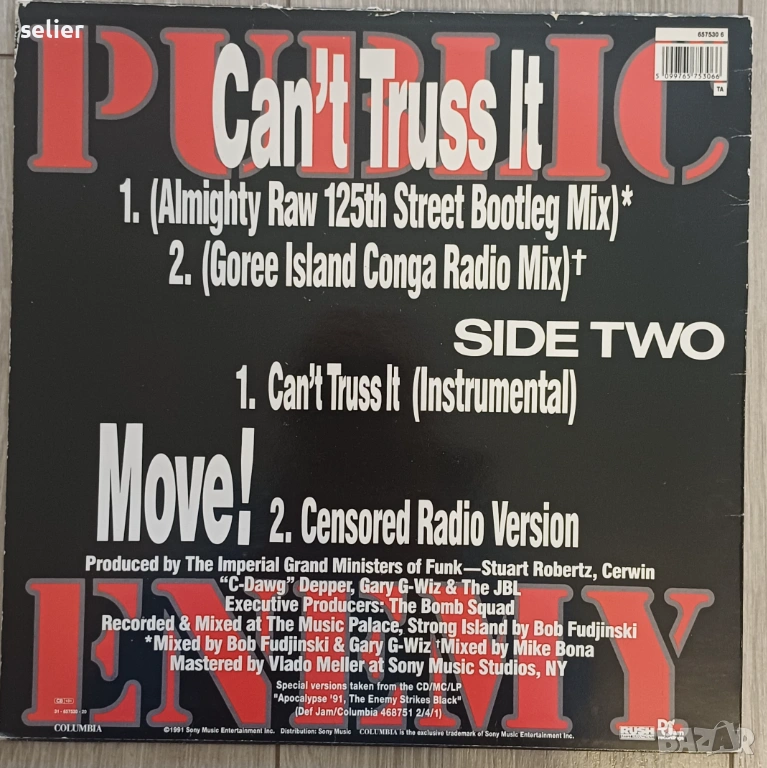 selier
PUBLIC
657530 6
5 099765 753066
TA
Can't Truss It
1. (Almighty Raw 125th Street Bootleg Mix)*
2. (Goree Island Conga Radio Mix)†
SIDE TWO
1. Can't Truss It (Instrumental)
Move! 2. Censored Radio Version
Produced by The Imperial Grand Ministers of Funk—Stuart Robertz, Cerwin
"C-Dawg" Depper, Gary G-Wiz & The JBL
Executive Producers: The Bomb Squad
Recorded & Mixed at The Music Palace, Strong Island by Bob Fudjinski
*Mixed by Bob Fudjinski & Gary G-Wiz †Mixed by Mike Bona
Mastered by Vlado Meller at Sony Music Studios, NY
ENEMY
Special versions taken from the CD/MC/LP
"Apocalypse '91, The Enemy Strikes Black"
(Def Jam/Columbia 468751 2/4/1)
COLUMBIA
©1991 Sony Music Entertainment Inc. Distribution: Sony Music COLUMBIA is the exclusive trademark of Sony Music Entertainment Inc.
RUSH
BAZAR